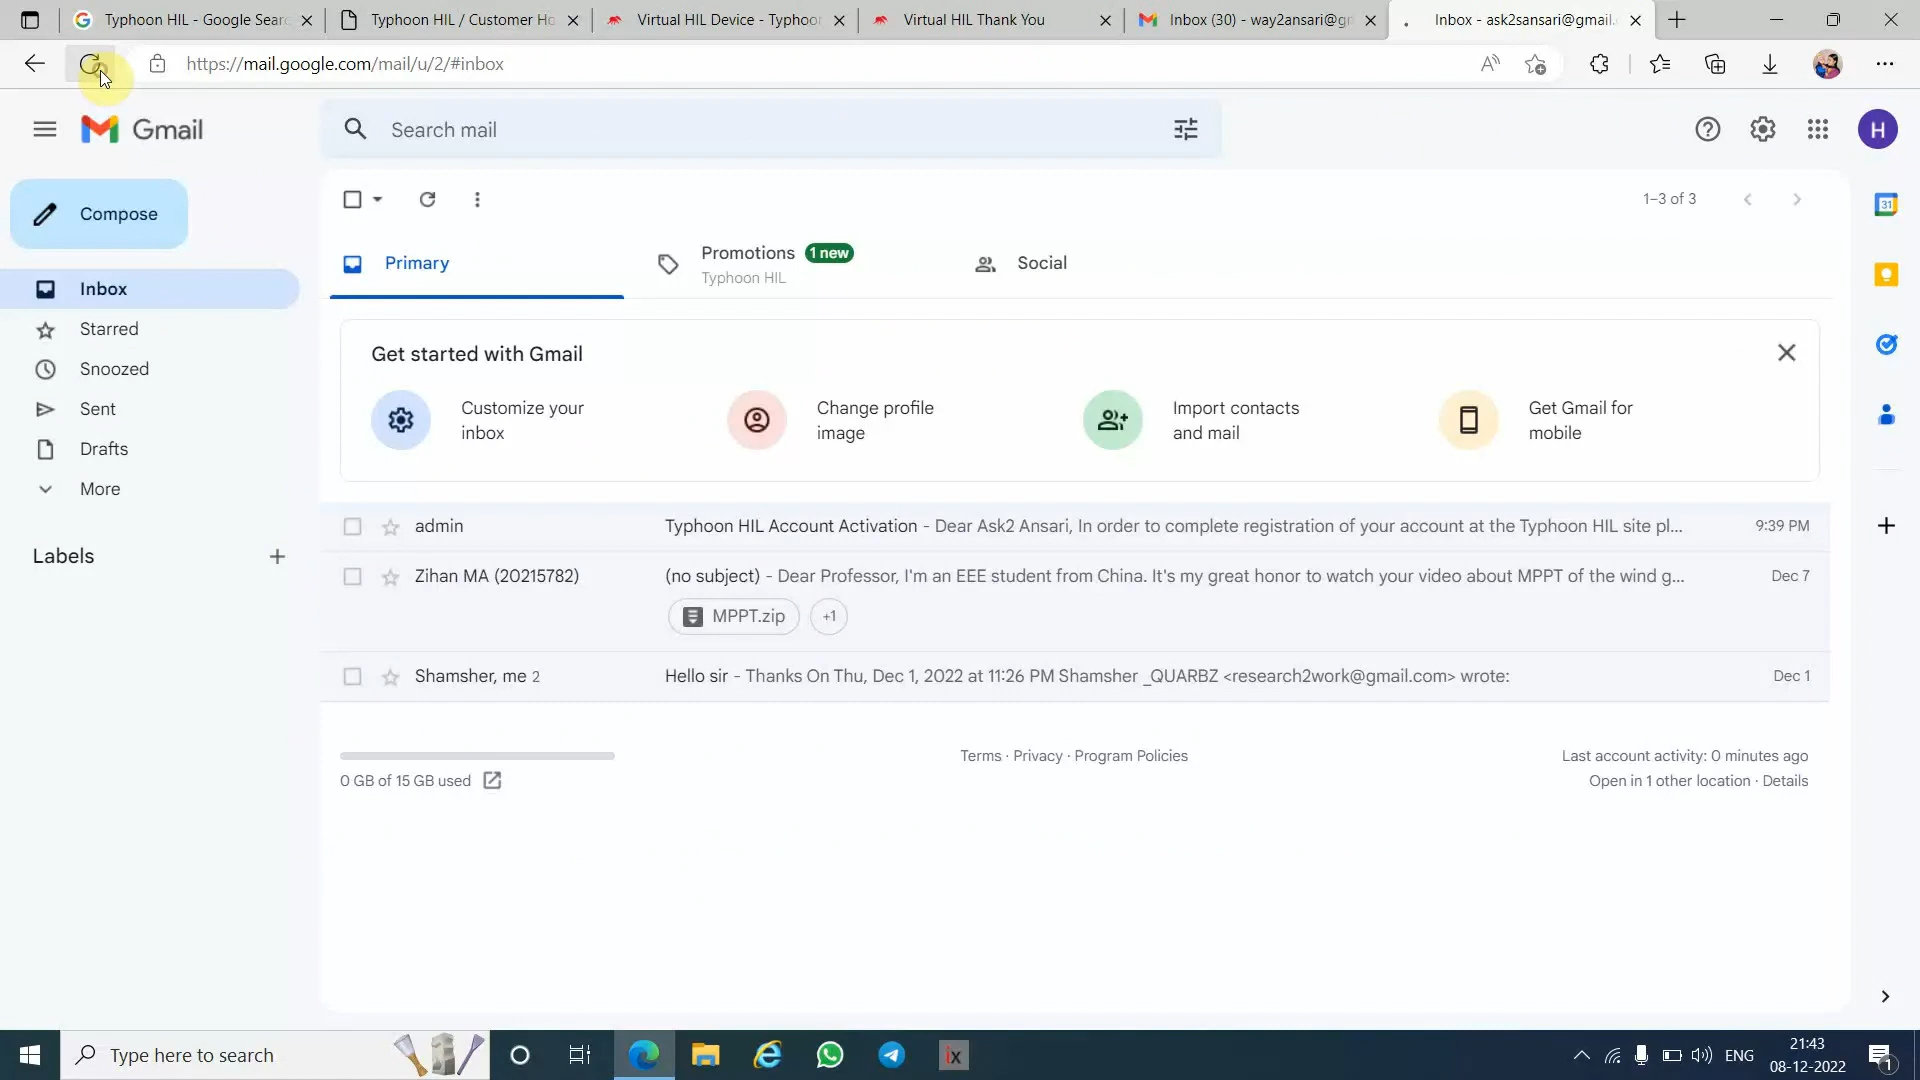 Typhoon HIL - Google Sear
Typhoon HIL / Customer Ho
Virtual HIL Device - Typhoo
Virtual HIL Thank You
Inbox (30) - way2ansari@g
Inbox - ask2sansari@gmail.
https://mail.google.com/mail/u/2/#inbox
Gmail
Search mail
H
Compose
1–3 of 3
31
Primary
Promotions 1 new
Typhoon HIL
Social
Inbox
Starred
Snoozed
Sent
Drafts
More
Labels
Get started with Gmail
Customize your
inbox
Change profile
image
Import contacts
and mail
Get Gmail for
mobile
admin Typhoon HIL Account Activation - Dear Ask2 Ansari, In order to complete registration of your account at the Typhoon HIL site pl... 9:39 PM
Zihan MA (20215782) (no subject) - Dear Professor, I'm an EEE student from China. It's my great honor to watch your video about MPPT of the wind g... Dec 7
MPPT.zip +1
Shamsher, me 2 Hello sir - Thanks On Thu, Dec 1, 2022 at 11:26 PM Shamsher _QUARBZ <research2work@gmail.com> wrote: Dec 1
0 GB of 15 GB used
Terms · Privacy · Program Policies
Last account activity: 0 minutes ago
Open in 1 other location · Details
Type here to search
ix
ENG
21:43
08-12-2022
1